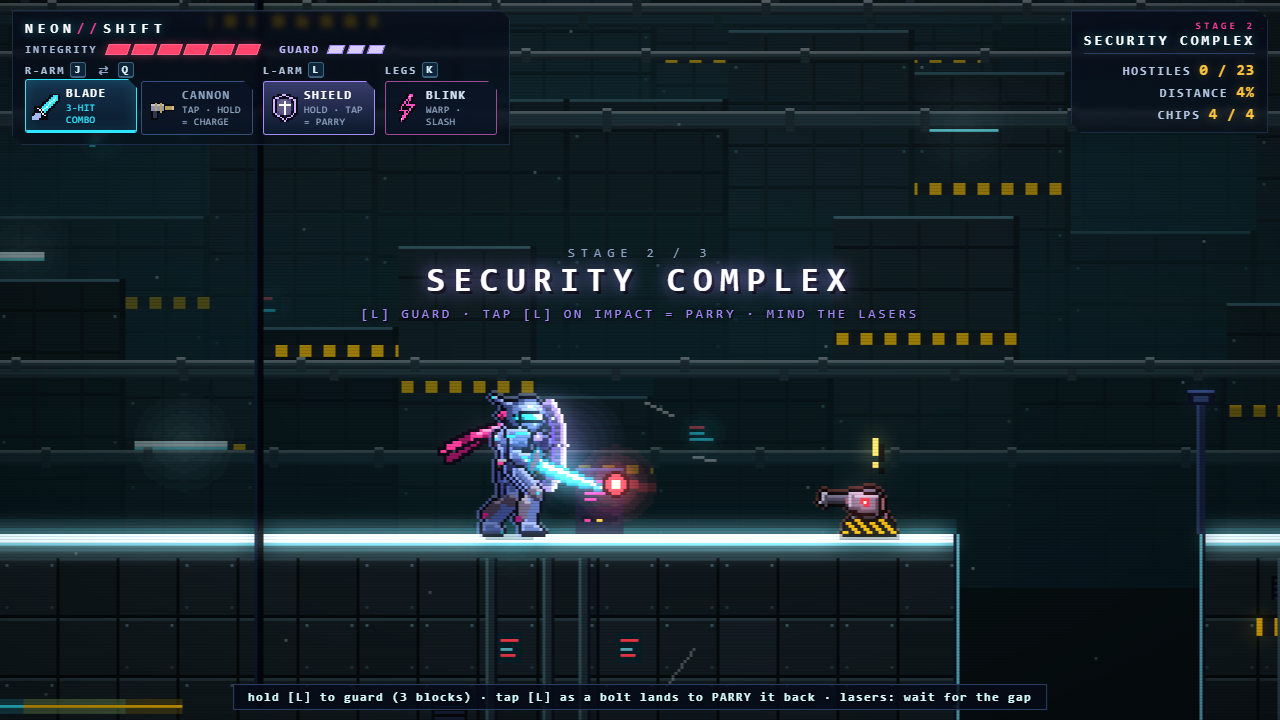 NEON//SHIFT
INTEGRITY GUARD
R-ARM J ⇄ Q L-ARM L LEGS K
BLADE
3-HIT
COMBO
CANNON
TAP · HOLD
= CHARGE
SHIELD
HOLD · TAP
= PARRY
BLINK
WARP ·
SLASH
STAGE 2
SECURITY COMPLEX
HOSTILES 0 / 23
DISTANCE 4%
CHIPS 4 / 4
STAGE 2 / 3
SECURITY COMPLEX
[L] GUARD · TAP [L] ON IMPACT = PARRY · MIND THE LASERS
!
hold [L] to guard (3 blocks) · tap [L] as a bolt lands to PARRY it back · lasers: wait for the gap